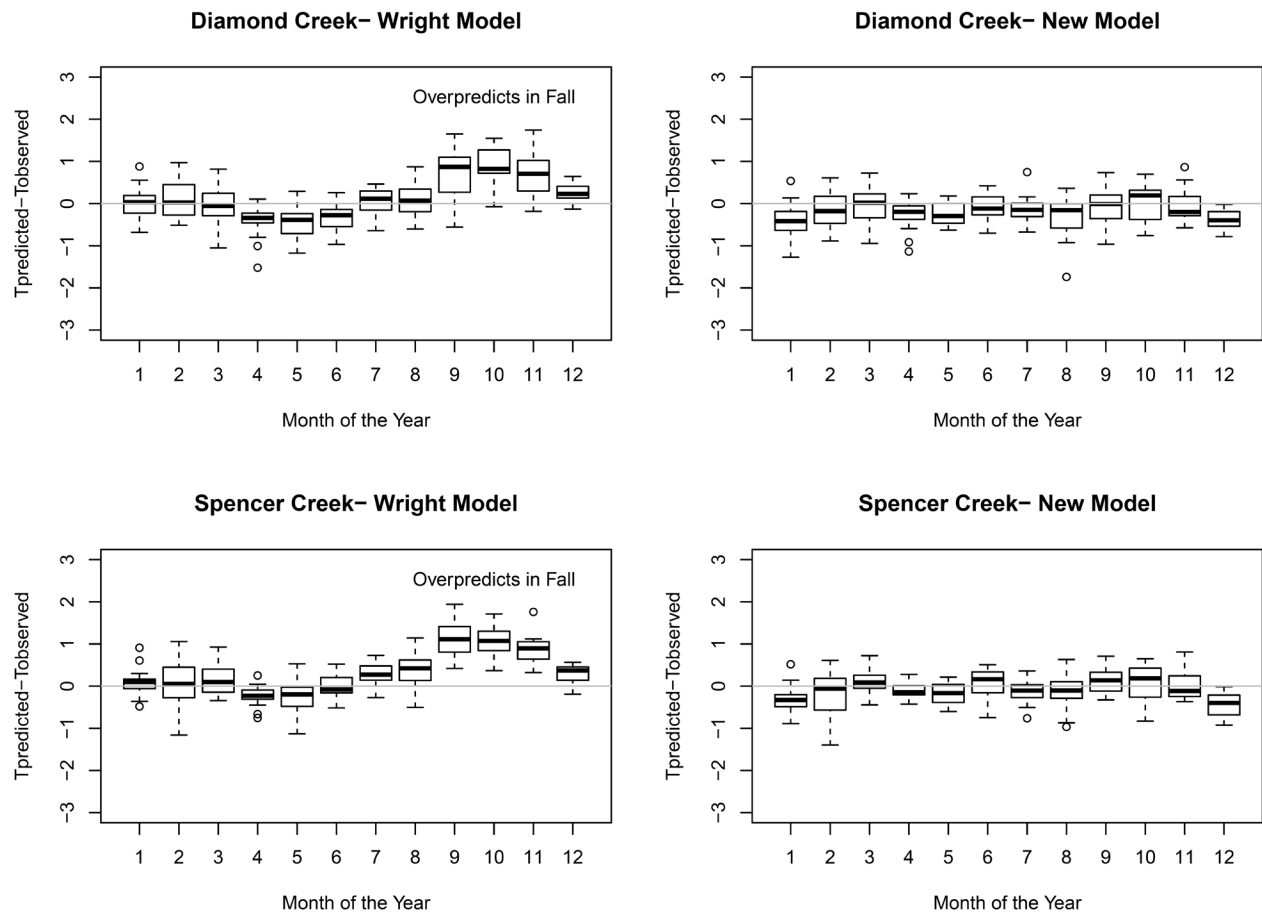 Diamond Creek− Wright Model
Overpredicts in Fall
Tpredicted−Tobserved
3
2
1
0
−1
−2
−3
1 2 3 4 5 6 7 8 9 10 11 12
Month of the Year
Diamond Creek− New Model
Tpredicted−Tobserved
3
2
1
0
−1
−2
−3
1 2 3 4 5 6 7 8 9 10 11 12
Month of the Year
Spencer Creek− Wright Model
Overpredicts in Fall
Tpredicted−Tobserved
3
2
1
0
−1
−2
−3
1 2 3 4 5 6 7 8 9 10 11 12
Month of the Year
Spencer Creek− New Model
Tpredicted−Tobserved
3
2
1
0
−1
−2
−3
1 2 3 4 5 6 7 8 9 10 11 12
Month of the Year